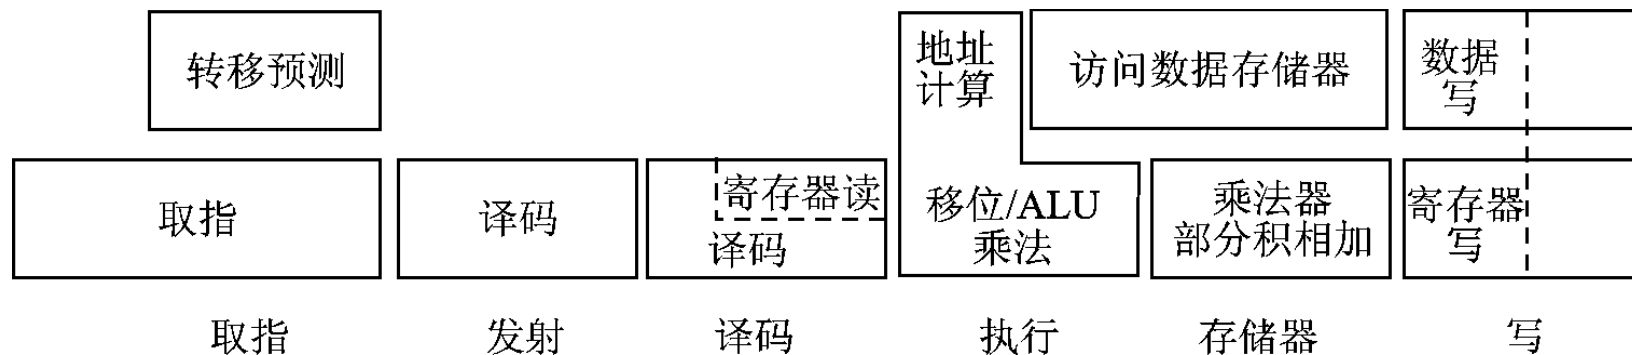 转移预测
地址
计算
访问数据存储器
数据
写
取指
译码
寄存器读
译码
移位/ALU
乘法
乘法器
部分积相加
寄存器
写
取指
发射
译码
执行
存储器
写